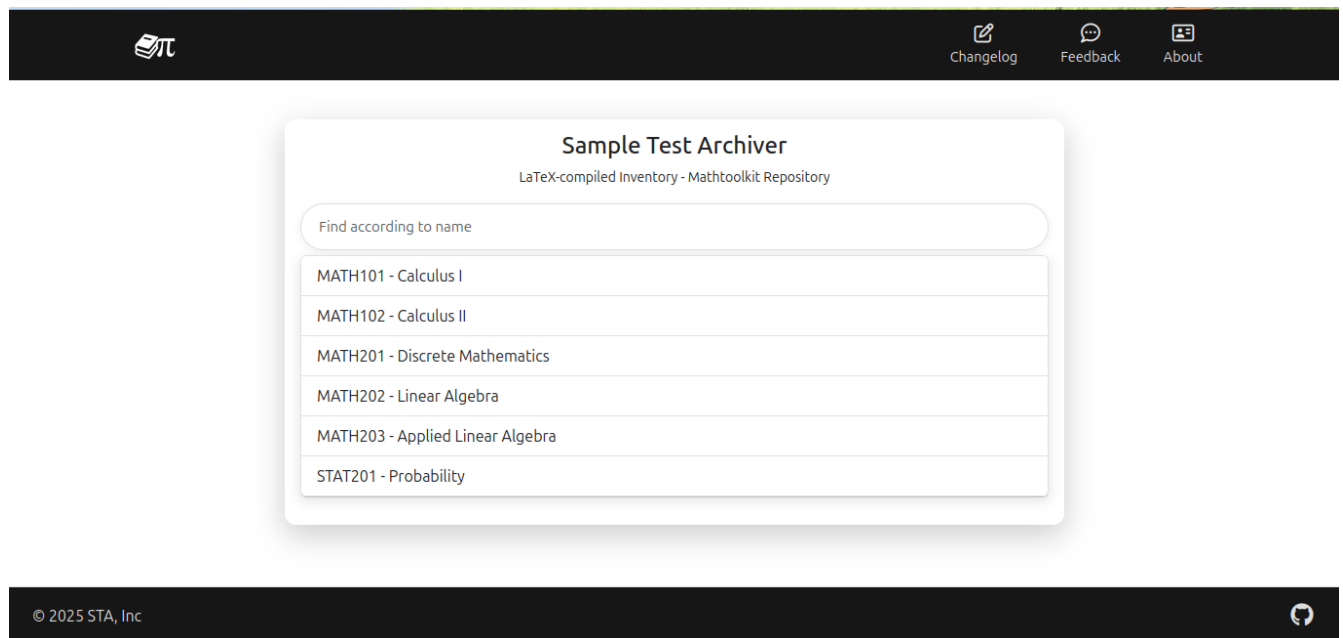 π
Changelog
Feedback
About
Sample Test Archiver
LaTeX-compiled Inventory - Mathtoolkit Repository
Find according to name
MATH101 - Calculus I
MATH102 - Calculus II
MATH201 - Discrete Mathematics
MATH202 - Linear Algebra
MATH203 - Applied Linear Algebra
STAT201 - Probability
© 2025 STA, Inc